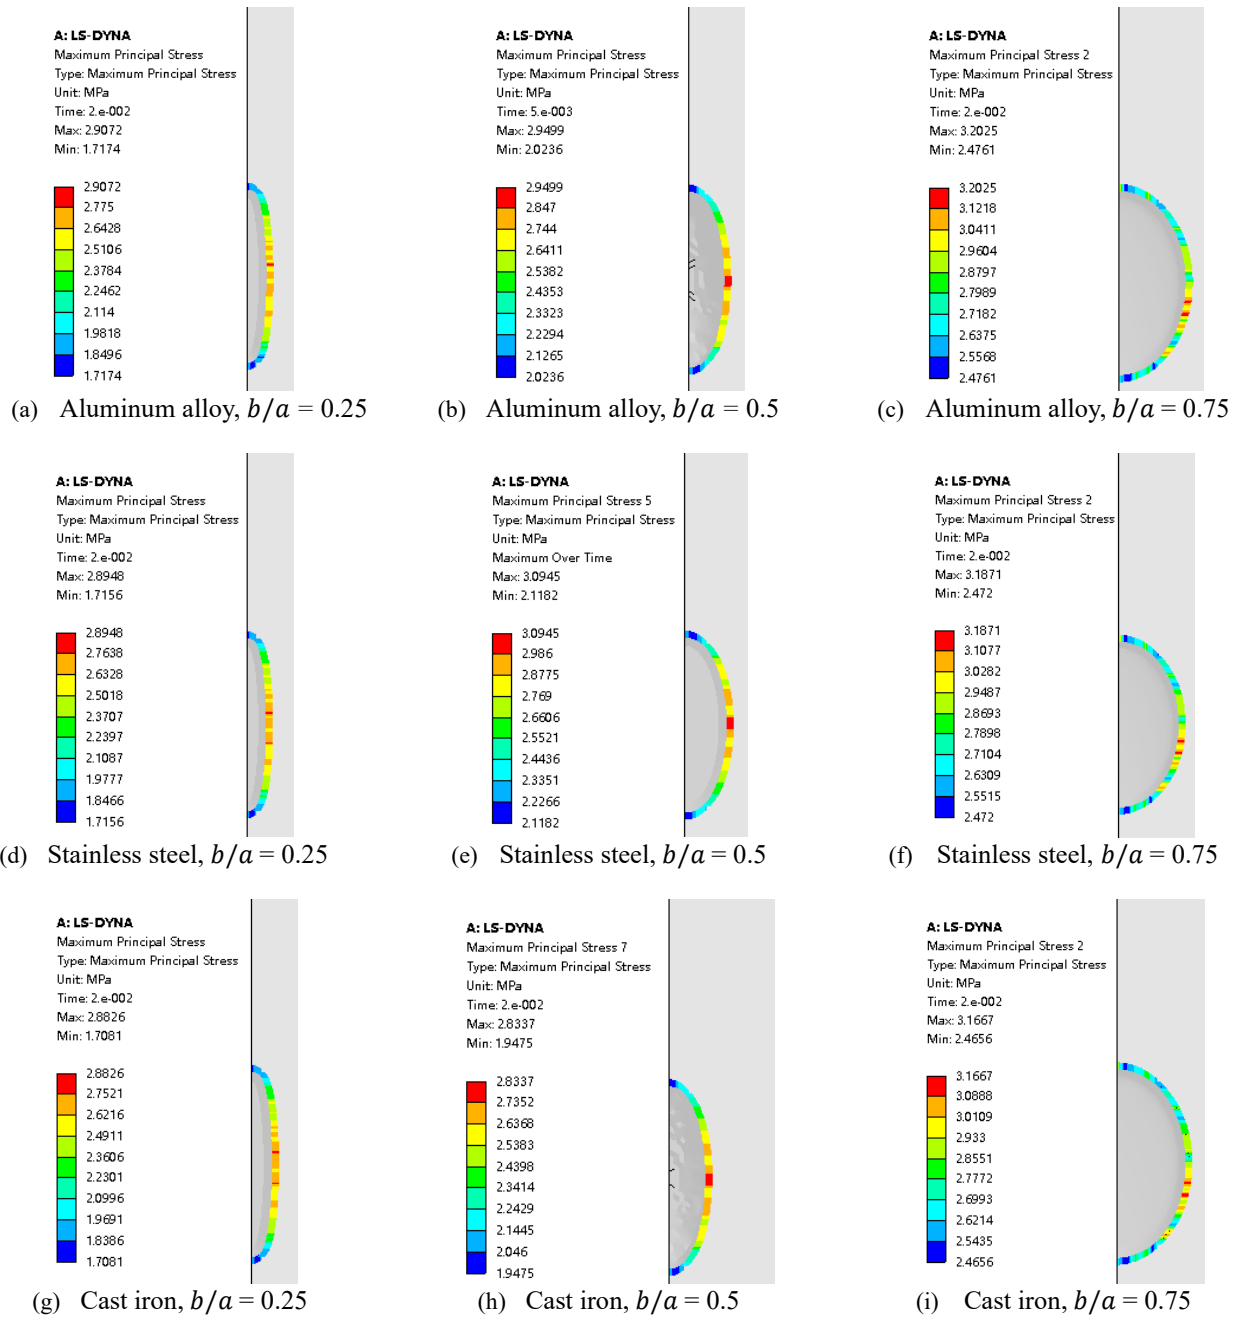 A: LS-DYNA
Maximum Principal Stress
Type: Maximum Principal Stress
Unit: MPa
Time: 2.e-002
Max: 2.9072
Min: 1.7174
2.9072
2.775
2.6428
2.5106
2.3784
2.2462
2.114
1.9818
1.8496
1.7174
(a) Aluminum alloy, b/a = 0.25
A: LS-DYNA
Maximum Principal Stress
Type: Maximum Principal Stress
Unit: MPa
Time: 5.e-003
Max: 2.9499
Min: 2.0236
2.9499
2.847
2.744
2.6411
2.5382
2.4353
2.3323
2.2294
2.1265
2.0236
(b) Aluminum alloy, b/a = 0.5
A: LS-DYNA
Maximum Principal Stress 2
Type: Maximum Principal Stress
Unit: MPa
Time: 2.e-002
Max: 3.2025
Min: 2.4761
3.2025
3.1218
3.0411
2.9604
2.8797
2.7989
2.7182
2.6375
2.5568
2.4761
(c) Aluminum alloy, b/a = 0.75
A: LS-DYNA
Maximum Principal Stress
Type: Maximum Principal Stress
Unit: MPa
Time: 2.e-002
Max: 2.8948
Min: 1.7156
2.8948
2.7638
2.6328
2.5018
2.3707
2.2397
2.1087
1.9777
1.8466
1.7156
(d) Stainless steel, b/a = 0.25
A: LS-DYNA
Maximum Principal Stress 5
Type: Maximum Principal Stress
Unit: MPa
Maximum Over Time
Max: 3.0945
Min: 2.1182
3.0945
2.986
2.8775
2.769
2.6606
2.5521
2.4436
2.3351
2.2266
2.1182
(e) Stainless steel, b/a = 0.5
A: LS-DYNA
Maximum Principal Stress 2
Type: Maximum Principal Stress
Unit: MPa
Time: 2.e-002
Max: 3.1871
Min: 2.472
3.1871
3.1077
3.0282
2.9487
2.8693
2.7898
2.7104
2.6309
2.5515
2.472
(f) Stainless steel, b/a = 0.75
A: LS-DYNA
Maximum Principal Stress
Type: Maximum Principal Stress
Unit: MPa
Time: 2.e-002
Max: 2.8826
Min: 1.7081
2.8826
2.7521
2.6216
2.4911
2.3606
2.2301
2.0996
1.9691
1.8386
1.7081
(g) Cast iron, b/a = 0.25
A: LS-DYNA
Maximum Principal Stress 7
Type: Maximum Principal Stress
Unit: MPa
Time: 2.e-002
Max: 2.8337
Min: 1.9475
2.8337
2.7352
2.6368
2.5383
2.4398
2.3414
2.2429
2.1445
2.046
1.9475
(h) Cast iron, b/a = 0.5
A: LS-DYNA
Maximum Principal Stress 2
Type: Maximum Principal Stress
Unit: MPa
Time: 2.e-002
Max: 3.1667
Min: 2.4656
3.1667
3.0888
3.0109
2.933
2.8551
2.7772
2.6993
2.6214
2.5435
2.4656
(i) Cast iron, b/a = 0.75